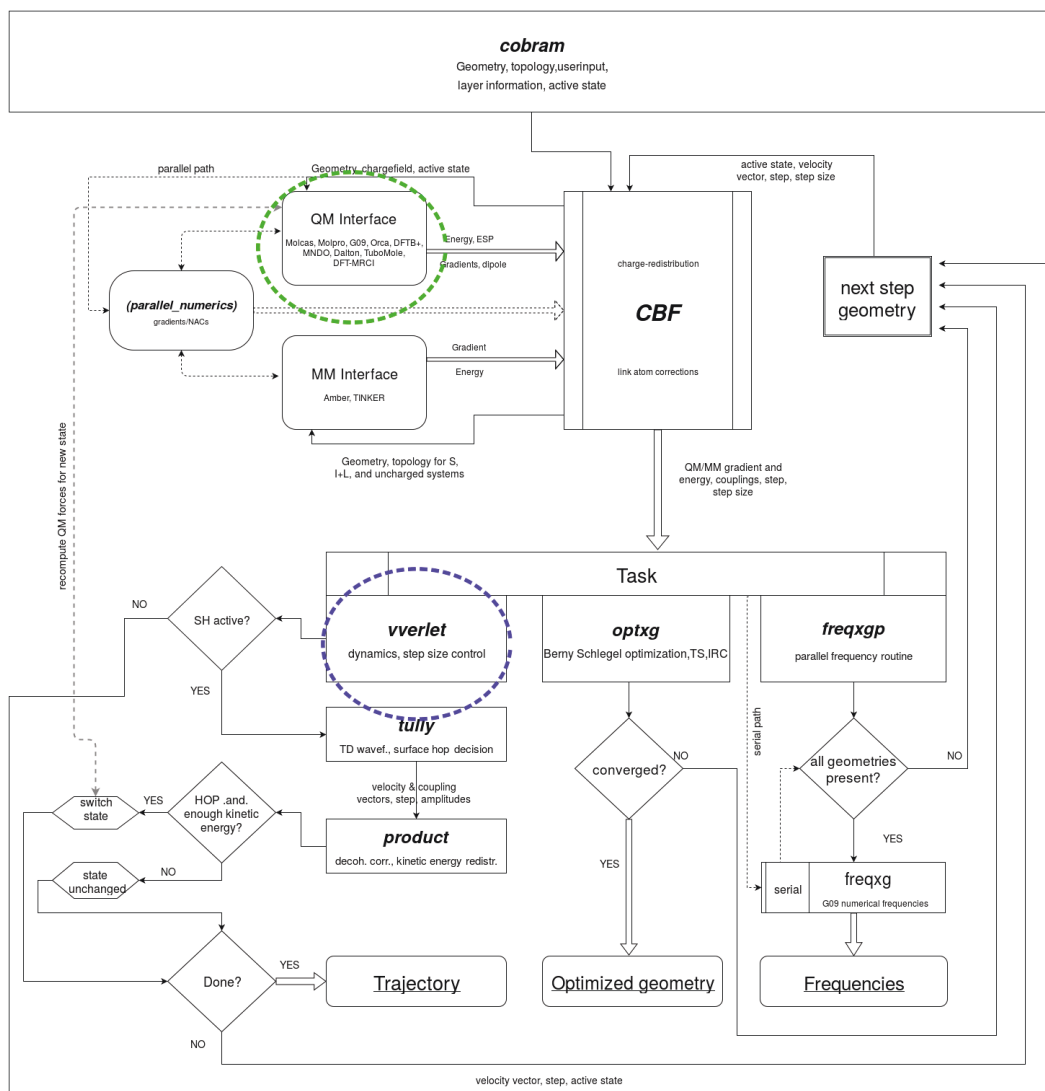 cobram
Geometry, topology,userinput,
layer information, active state
parallel path
Geometry, chargefield, active state
active state, velocity
vector, step, step size
QM Interface
Molcas, Molpro, G09, Orca, DFTB+,
MNDO, Dalton, TuboMole,
DFT-MRCI
Energy, ESP
Gradients, dipole
charge-redistribution
CBF
link atom corrections
next step
geometry
(parallel_numerics)
gradients/NACs
MM Interface
Amber, TINKER
Gradient
Energy
Geometry, topology for S,
I+L, and uncharged systems
QM/MM gradient and
energy, couplings, step,
step size
recompute QM forces for new state
Task
NO
SH active?
YES
vverlet
dynamics, step size control
optxg
Berny Schlegel optimization,TS,IRC
freqxgp
parallel frequency routine
tully
TD wavef., surface hop decision
serial path
velocity & coupling
vectors, step, amplitudes
converged?
NO
all geometries
present?
NO
switch
state
YES
HOP .and.
enough kinetic
energy?
product
decoh. corr., kinetic energy redistr.
YES
YES
state
unchanged
NO
serial
freqxg
G09 numerical frequencies
Done?
YES
Trajectory
Optimized geometry
Frequencies
NO
velocity vector, step, active state